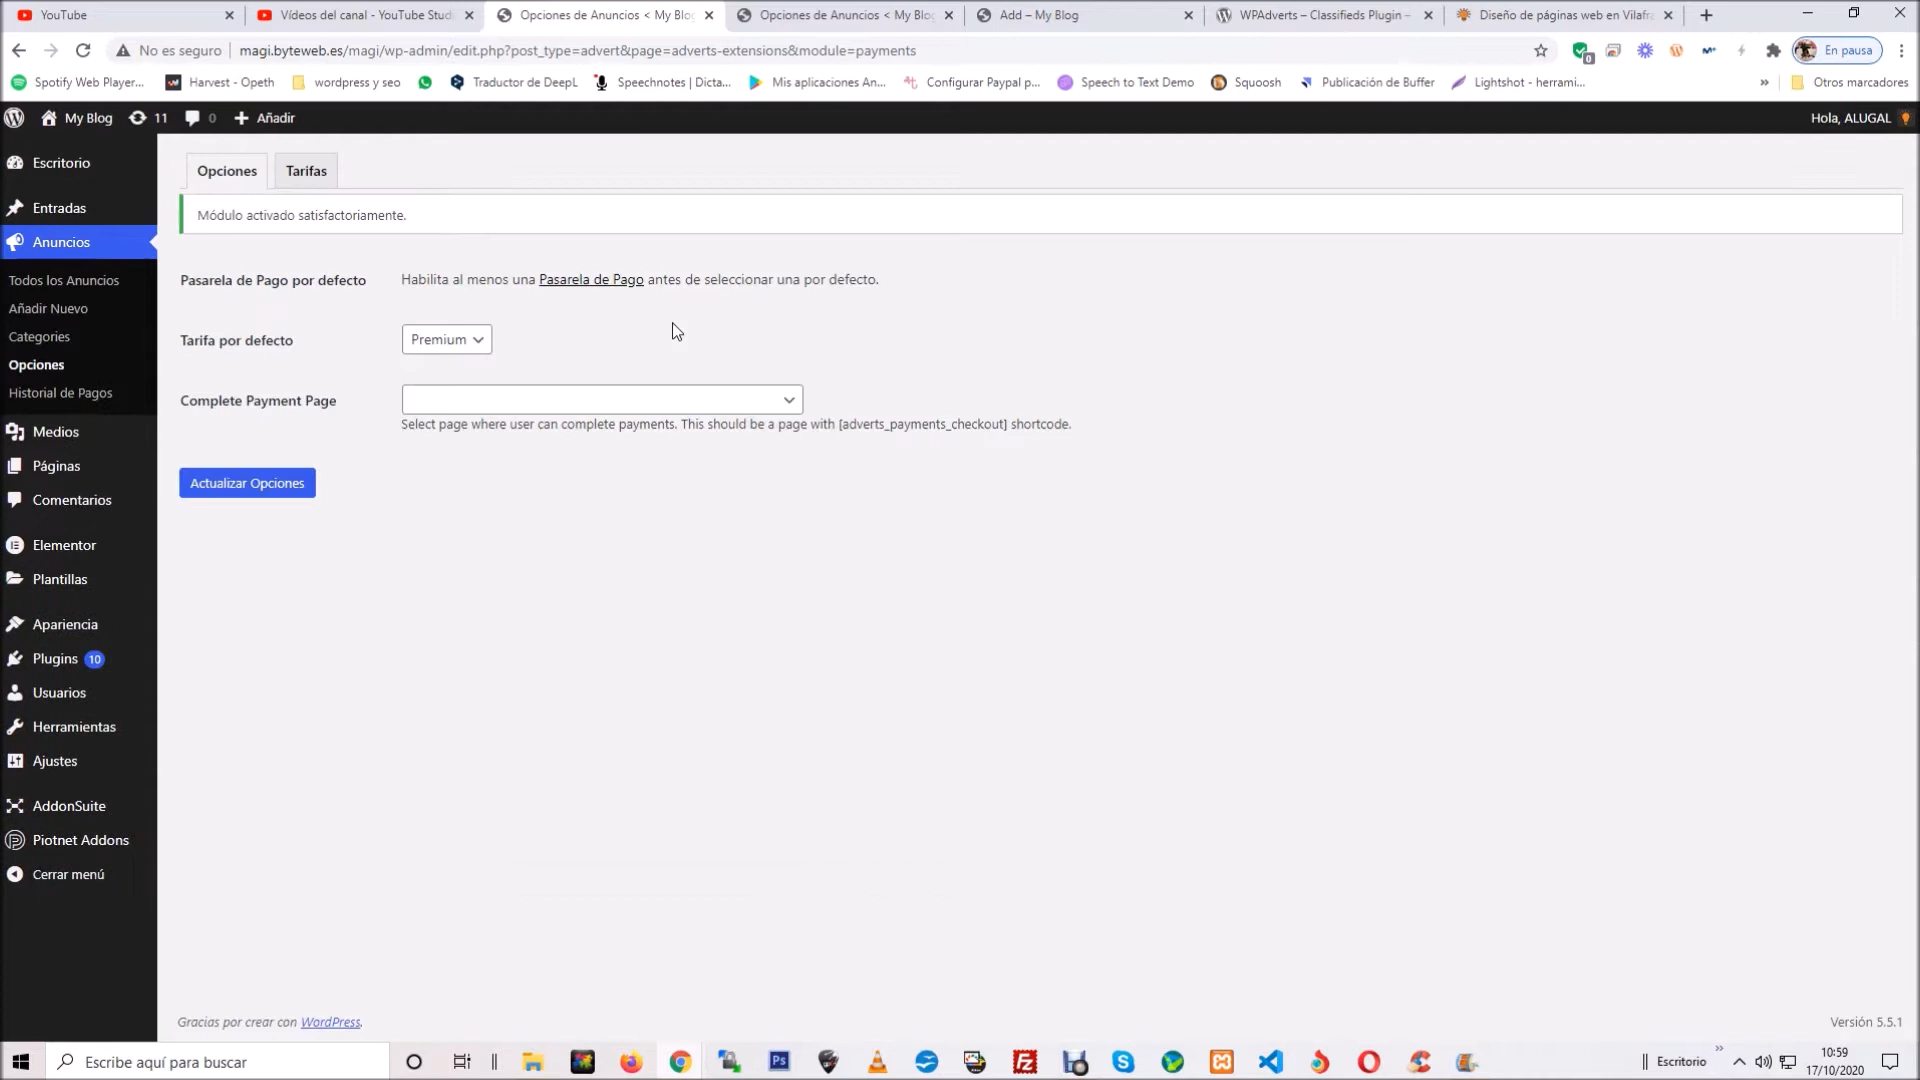 YouTube
Vídeos del canal - YouTube Stud
Opciones de Anuncios < My Blog
Opciones de Anuncios < My Blog
Add – My Blog
WPAdverts – Classifieds Plugin –
Diseño de páginas web en Vilafra
No es seguro
magi.byteweb.es/magi/wp-admin/edit.php?post_type=advert&page=adverts-extensions&module=payments
En pausa
Spotify Web Player...
Harvest - Opeth
wordpress y seo
Traductor de DeepL
Speechnotes | Dicta...
Mis aplicaciones An...
Configurar Paypal p...
Speech to Text Demo
Squoosh
Publicación de Buffer
Lightshot - herrami...
»
Otros marcadores
My Blog
11
0
Añadir
Hola, ALUGAL
Escritorio
Entradas
Anuncios
Todos los Anuncios
Añadir Nuevo
Categories
Opciones
Historial de Pagos
Medios
Páginas
Comentarios
Elementor
Plantillas
Apariencia
Plugins 10
Usuarios
Herramientas
Ajustes
AddonSuite
Piotnet Addons
Cerrar menú
Opciones
Tarifas
Módulo activado satisfactoriamente.
Pasarela de Pago por defecto
Habilita al menos una Pasarela de Pago antes de seleccionar una por defecto.
Tarifa por defecto
Premium
Complete Payment Page
Select page where user can complete payments. This should be a page with [adverts_payments_checkout] shortcode.
Actualizar Opciones
Gracias por crear con WordPress.
Versión 5.5.1
Escribe aquí para buscar
Escritorio
10:59
17/10/2020